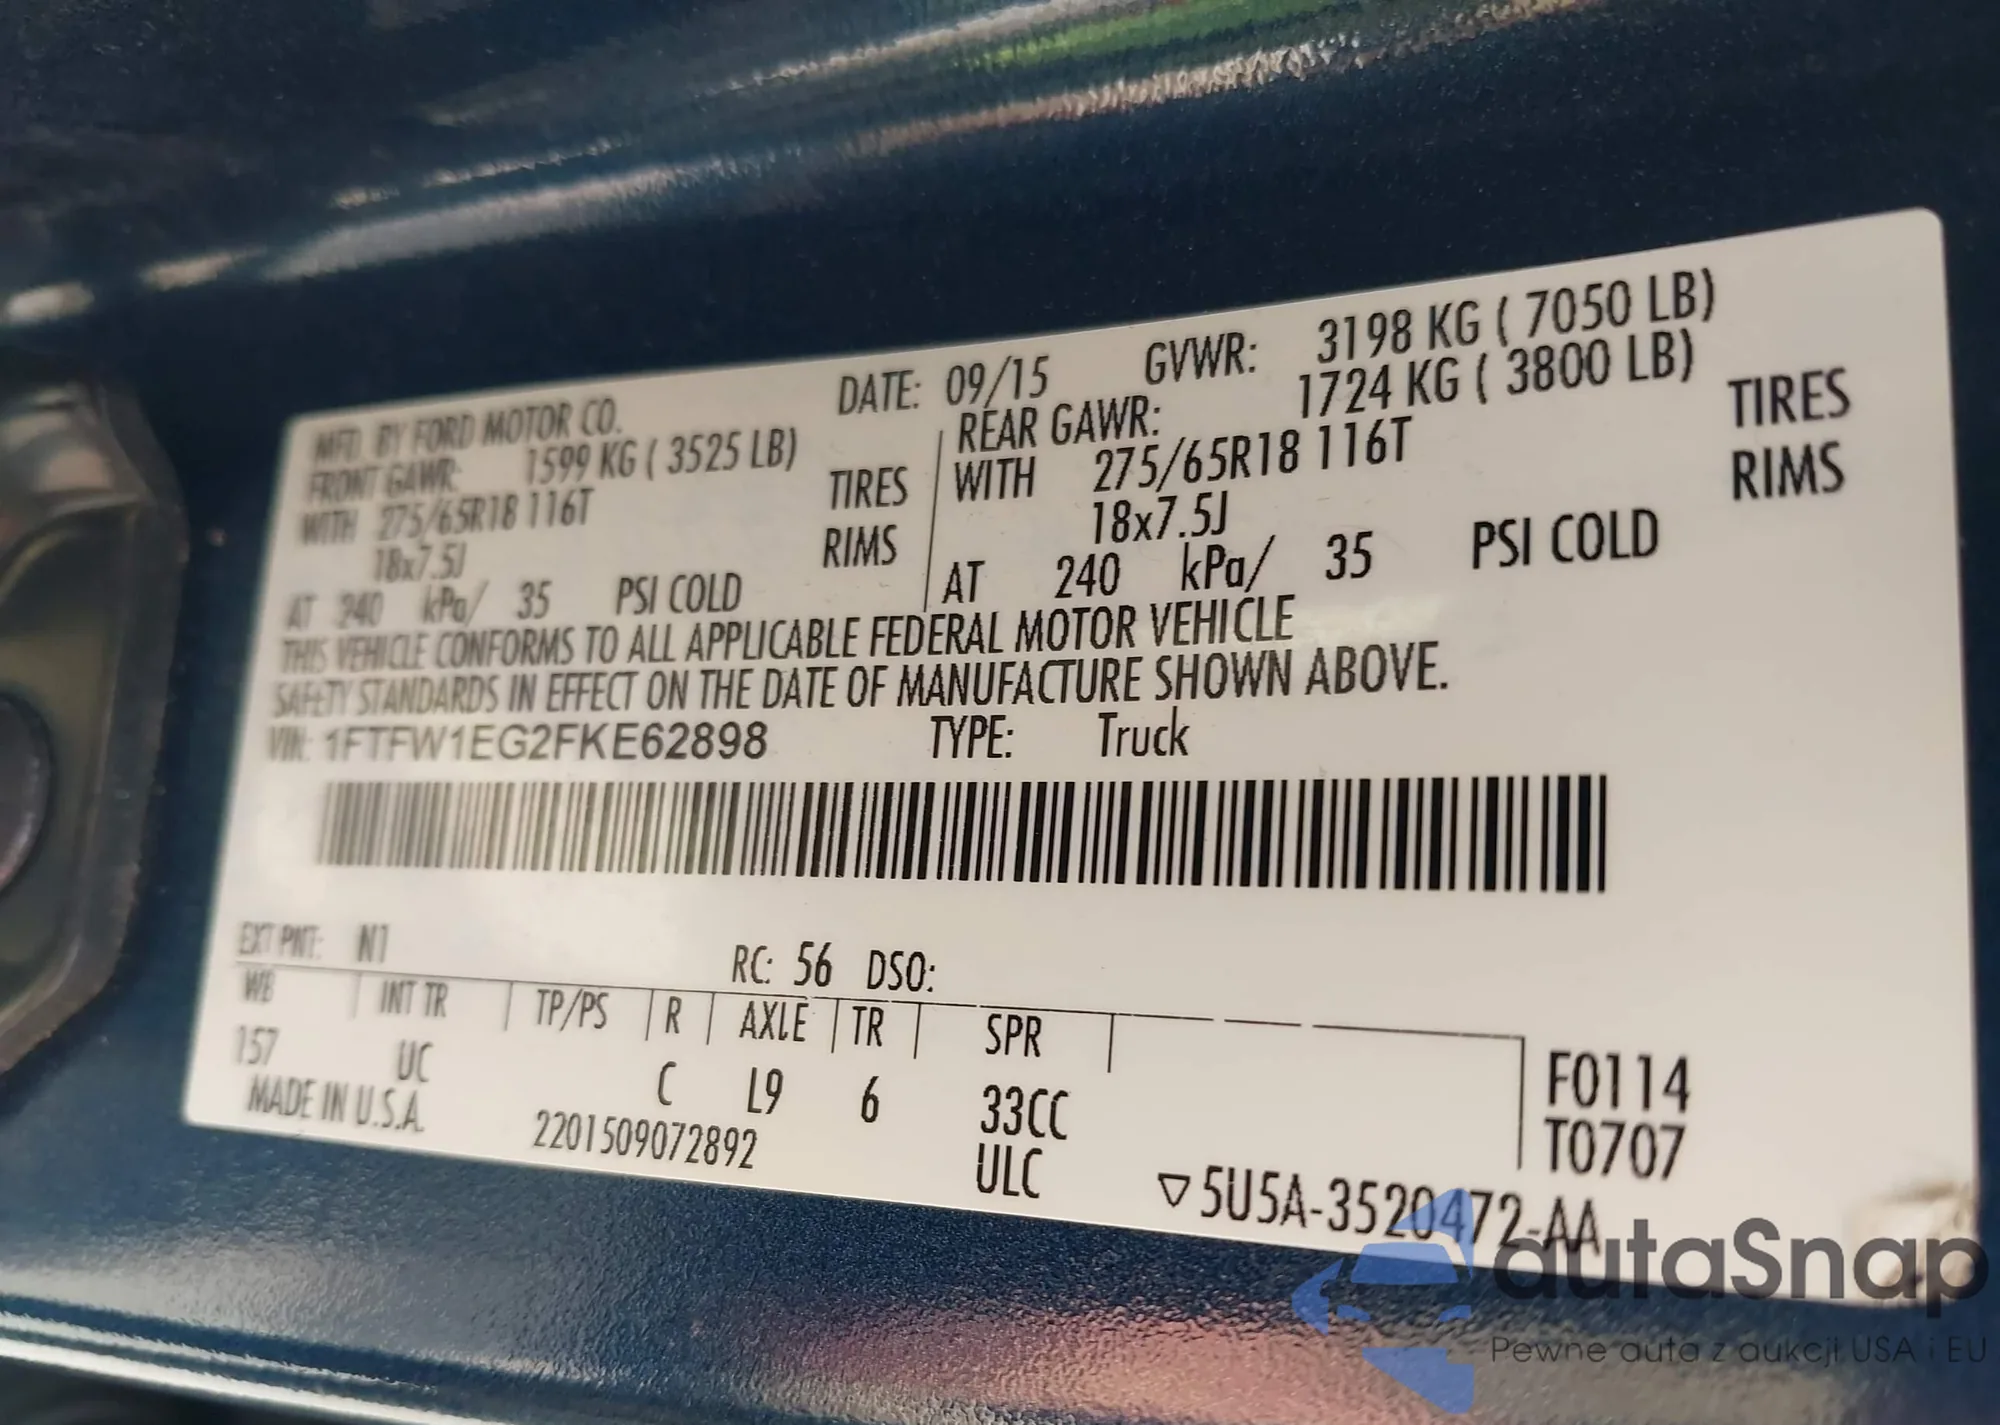 MFD. BY FORD MOTOR CO. DATE: 09/15 GVWR: 3198 KG ( 7050 LB)
FRONT GAWR: 1599 KG ( 3525 LB) REAR GAWR: 1724 KG ( 3800 LB)
WITH 275/65R18 116T TIRES WITH 275/65R18 116T TIRES
18x7.5J RIMS 18x7.5J RIMS
AT 240 kPa/ 35 PSI COLD AT 240 kPa/ 35 PSI COLD
THIS VEHICLE CONFORMS TO ALL APPLICABLE FEDERAL MOTOR VEHICLE
SAFETY STANDARDS IN EFFECT ON THE DATE OF MANUFACTURE SHOWN ABOVE.
VIN: 1FTFW1EG2FKE62898 TYPE: Truck
EXT PNT: N1 RC: 56 DSO:
WB INT TR TP/PS R AXLE TR SPR
157 UC C L9 6 33CC F0114
MADE IN U.S.A. 2201509072892 ULC T0707
▽5U5A-3520472-AA
autaSnap
Pewne auta z aukcji USA i EU